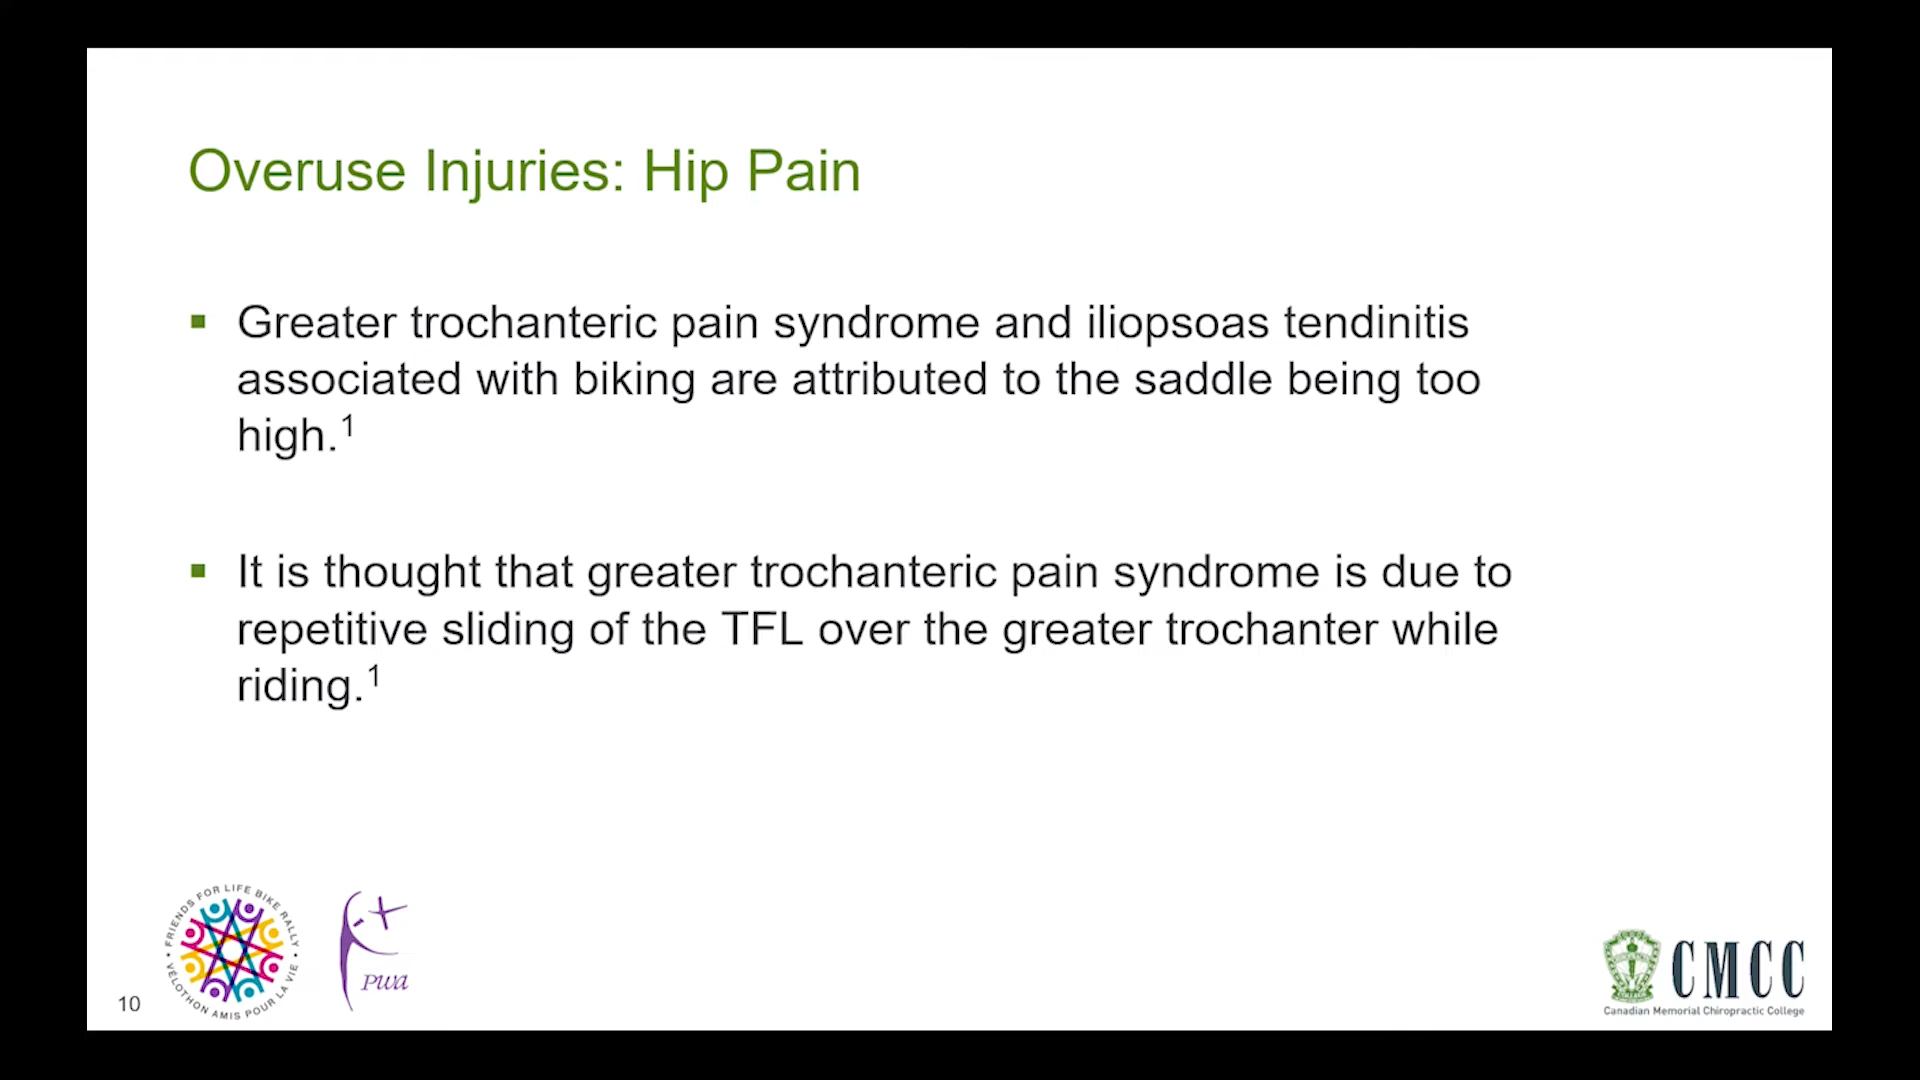 Overuse Injuries: Hip Pain
▪ Greater trochanteric pain syndrome and iliopsoas tendinitis
associated with biking are attributed to the saddle being too
high.1
▪ It is thought that greater trochanteric pain syndrome is due to
repetitive sliding of the TFL over the greater trochanter while
riding.1
10
• FRIENDS FOR LIFE BIKE RALLY •
VÉLOTHON AMIS POUR LA VIE
pwa
CMCC
COLLEGE
Canadian Memorial Chiropractic College